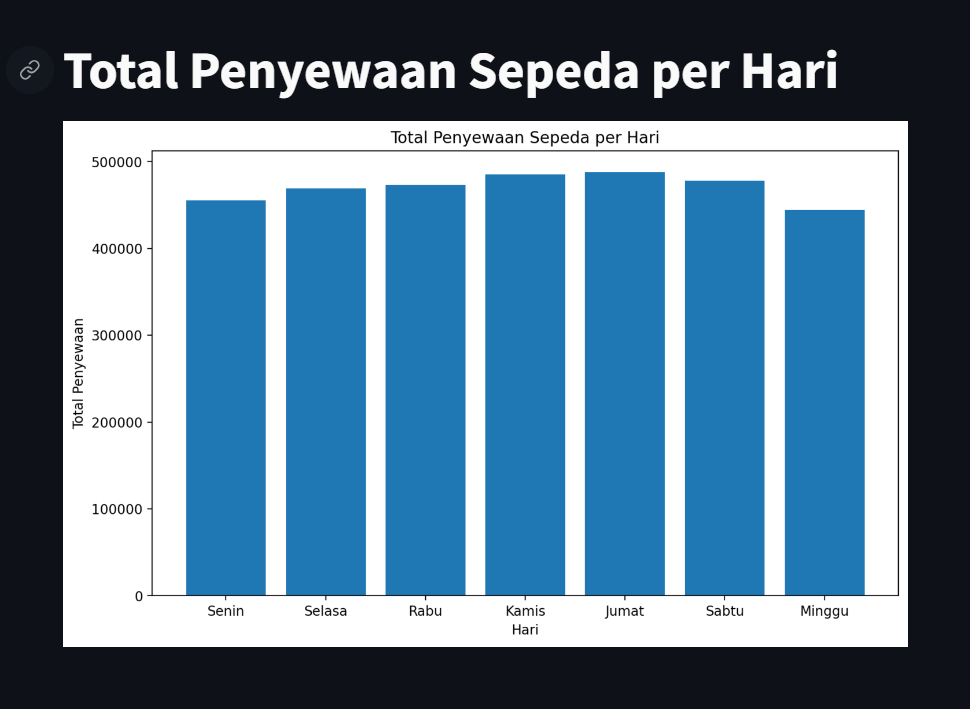 Total Penyewaan Sepeda per Hari
Total Penyewaan Sepeda per Hari
500000
400000
300000
200000
100000
0
Total Penyewaan
Senin Selasa Rabu Kamis Jumat Sabtu Minggu
Hari